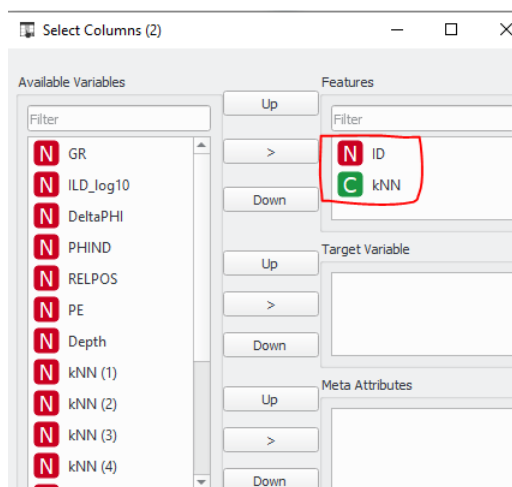 Select Columns (2)
Available Variables
Filter
N GR
N ILD_log10
N DeltaPHI
N PHIND
N RELPOS
N PE
N Depth
N kNN (1)
N kNN (2)
N kNN (3)
N kNN (4)
Up
>
Down
Up
>
Down
Up
>
Down
Features
Filter
N ID
C kNN
Target Variable
Meta Attributes